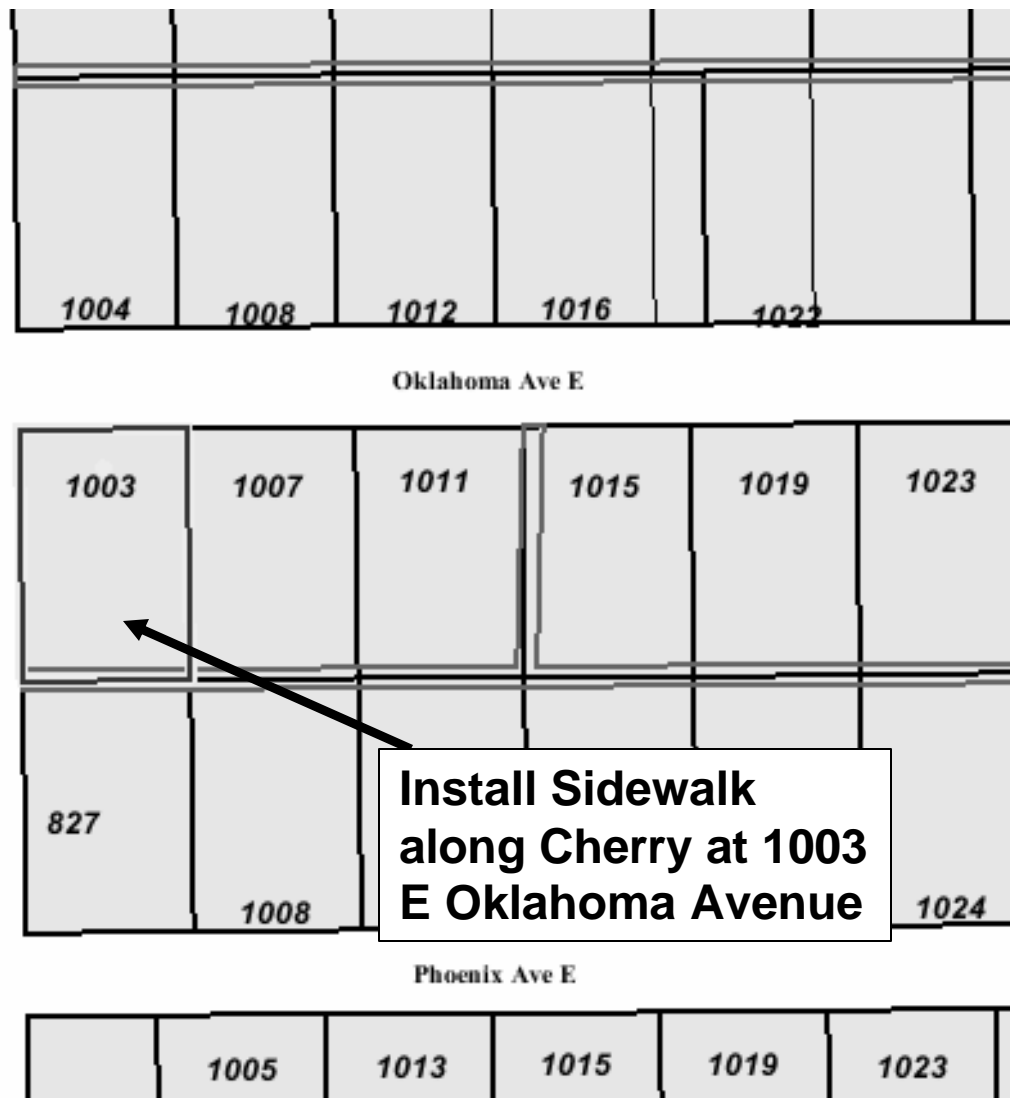 1004 1008 1012 1016 1022
Oklahoma Ave E
1003 1007 1011 1015 1019 1023
827
Install Sidewalk
along Cherry at 1003
E Oklahoma Avenue
1008 1024
Phoenix Ave E
1005 1013 1015 1019 1023